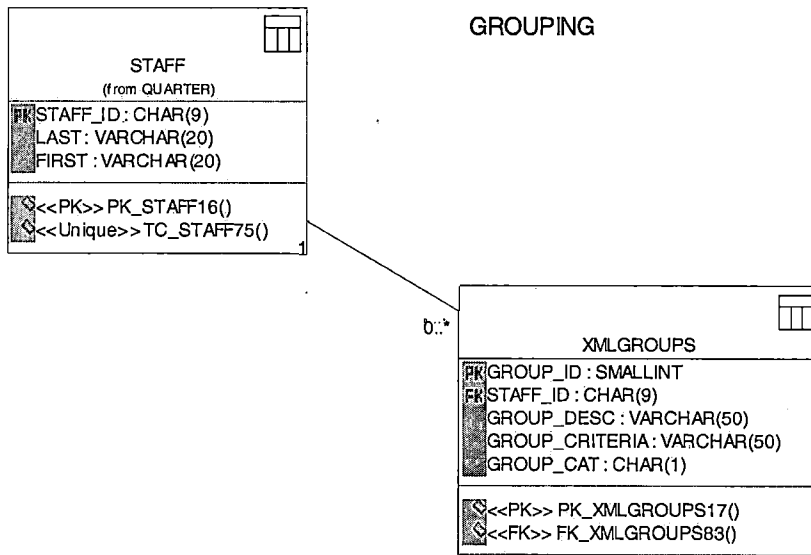 GROUPING
STAFF
(from QUARTER)
PK STAFF_ID : CHAR(9)
LAST : VARCHAR(20)
FIRST : VARCHAR(20)
<<PK>> PK_STAFF16()
<<Unique>> TC_STAFF75()
1
XMLGROUPS
PK GROUP_ID : SMALLINT
FK STAFF_ID : CHAR(9)
GROUP_DESC : VARCHAR(50)
GROUP_CRITERIA : VARCHAR(50)
GROUP_CAT : CHAR(1)
<<PK>> PK_XMLGROUPS17()
<<FK>> FK_XMLGROUPS83()